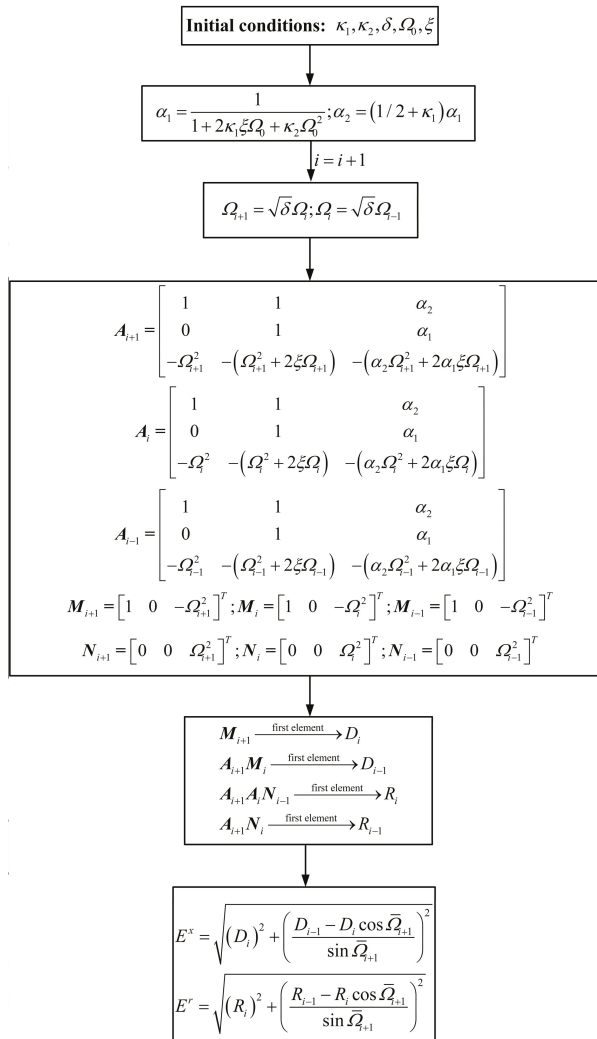 Initial conditions: κ₁,κ₂,δ,Ω₀,ξ
α₁ = 1 / (1+2κ₁ξΩ₀+κ₂Ω₀²); α₂ = (1/2+κ₁)α₁
i = i+1
Ωᵢ₊₁ = √δ Ωᵢ; Ωᵢ = √δ Ωᵢ₋₁
Aᵢ₊₁ = [ 1 1 α₂
0 1 α₁
−Ωᵢ₊₁² −(Ωᵢ₊₁²+2ξΩᵢ₊₁) −(α₂Ωᵢ₊₁²+2α₁ξΩᵢ₊₁) ]
Aᵢ = [ 1 1 α₂
0 1 α₁
−Ωᵢ² −(Ωᵢ²+2ξΩᵢ) −(α₂Ωᵢ²+2α₁ξΩᵢ) ]
Aᵢ₋₁ = [ 1 1 α₂
0 1 α₁
−Ωᵢ₋₁² −(Ωᵢ₋₁²+2ξΩᵢ₋₁) −(α₂Ωᵢ₋₁²+2α₁ξΩᵢ₋₁) ]
Mᵢ₊₁ = [1 0 −Ωᵢ₊₁²]ᵀ; Mᵢ = [1 0 −Ωᵢ²]ᵀ; Mᵢ₋₁ = [1 0 −Ωᵢ₋₁²]ᵀ
Nᵢ₊₁ = [0 0 Ωᵢ₊₁²]ᵀ; Nᵢ = [0 0 Ωᵢ²]ᵀ; Nᵢ₋₁ = [0 0 Ωᵢ₋₁²]ᵀ
Mᵢ₊₁ first element → Dᵢ
Aᵢ₊₁Mᵢ first element → Dᵢ₋₁
Aᵢ₊₁AᵢNᵢ₋₁ first element → Rᵢ
Aᵢ₊₁Nᵢ first element → Rᵢ₋₁
Eˣ = √((Dᵢ)² + ((Dᵢ₋₁ − Dᵢ cos Ω̅ᵢ₊₁) / sin Ω̅ᵢ₊₁)²)
Eʳ = √((Rᵢ)² + ((Rᵢ₋₁ − Rᵢ cos Ω̅ᵢ₊₁) / sin Ω̅ᵢ₊₁)²)